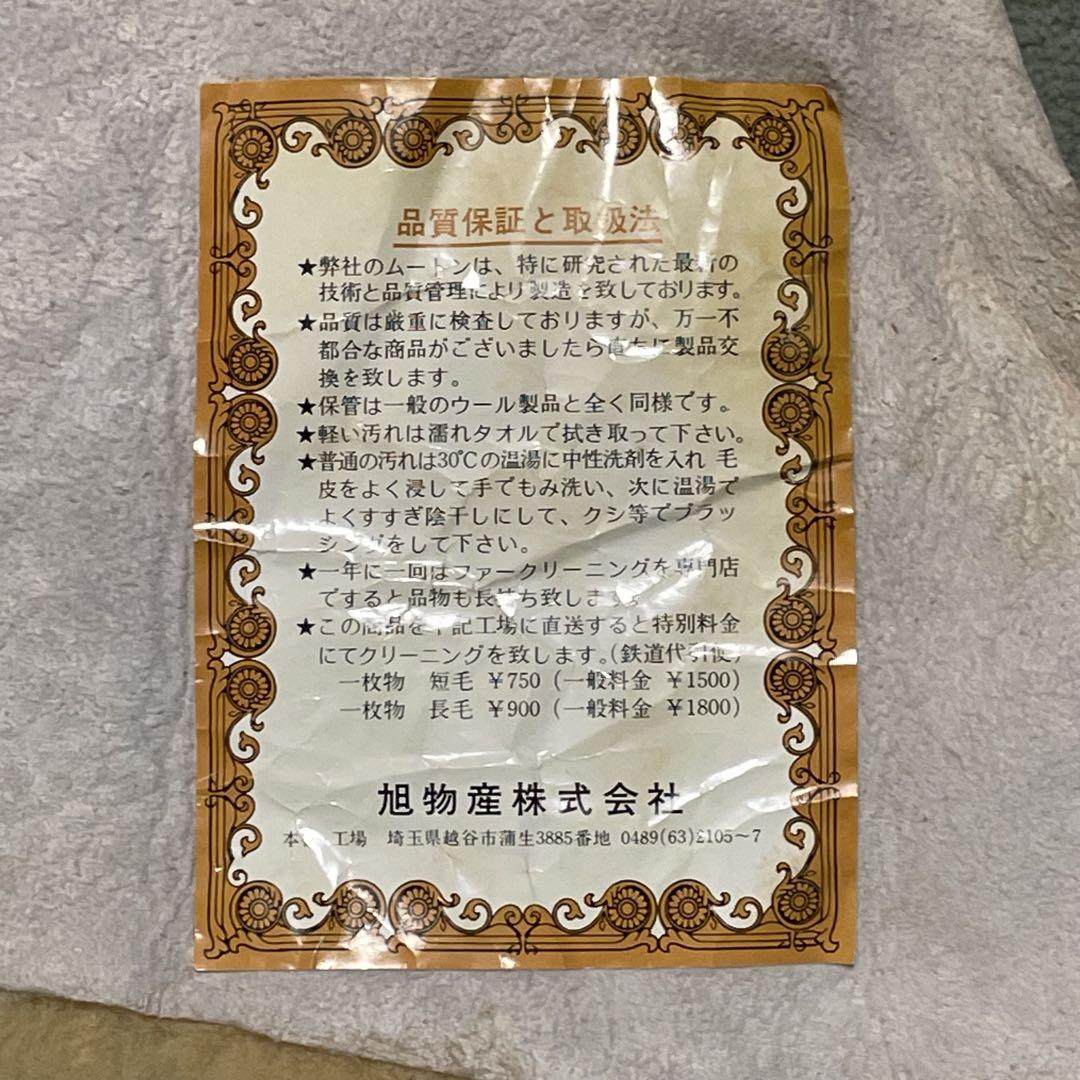 品質保証と取扱法
★弊社のムートンは、特に研究された最新の
技術と品質管理により製造を致しております。
★品質は厳重に検査しておりますが、万一不
都合な商品がございましたら直ちに製品交
換を致します。
★保管は一般のウール製品と全く同様です。
★軽い汚れは濡れタオルで拭き取って下さい。
★普通の汚れは30℃の温湯に中性洗剤を入れ 毛
皮をよく浸して手でもみ洗い、次に温湯で
よくすすぎ陰干しにして、クシ等でブラッ
シングをして下さい。
★一年に一回はファークリーニングを専門店
ですると品物も長持ち致します。
★この商品を下記工場に直送すると特別料金
にてクリーニングを致します。(鉄道代引便)
一枚物 短毛 ¥750 (一般料金 ¥1500)
一枚物 長毛 ¥900 (一般料金 ¥1800)
旭物産株式会社
本 工場 埼玉県越谷市蒲生3885番地 0489(63)2105～7